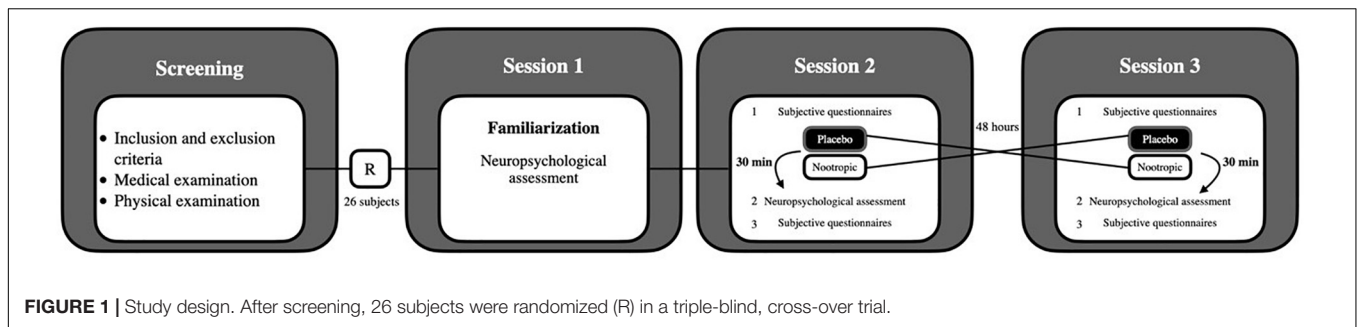 Screening
• Inclusion and exclusion
criteria
• Medical examination
• Physical examination
R
26 subjects
Session 1
Familiarization
Neuropsychological
assessment
Session 2
1 Subjective questionnaires
Placebo
30 min
Nootropic
2 Neuropsychological assessment
3 Subjective questionnaires
48 hours
Session 3
1 Subjective questionnaires
Placebo
30 min
Nootropic
2 Neuropsychological assessment
3 Subjective questionnaires
FIGURE 1 | Study design. After screening, 26 subjects were randomized (R) in a triple-blind, cross-over trial.